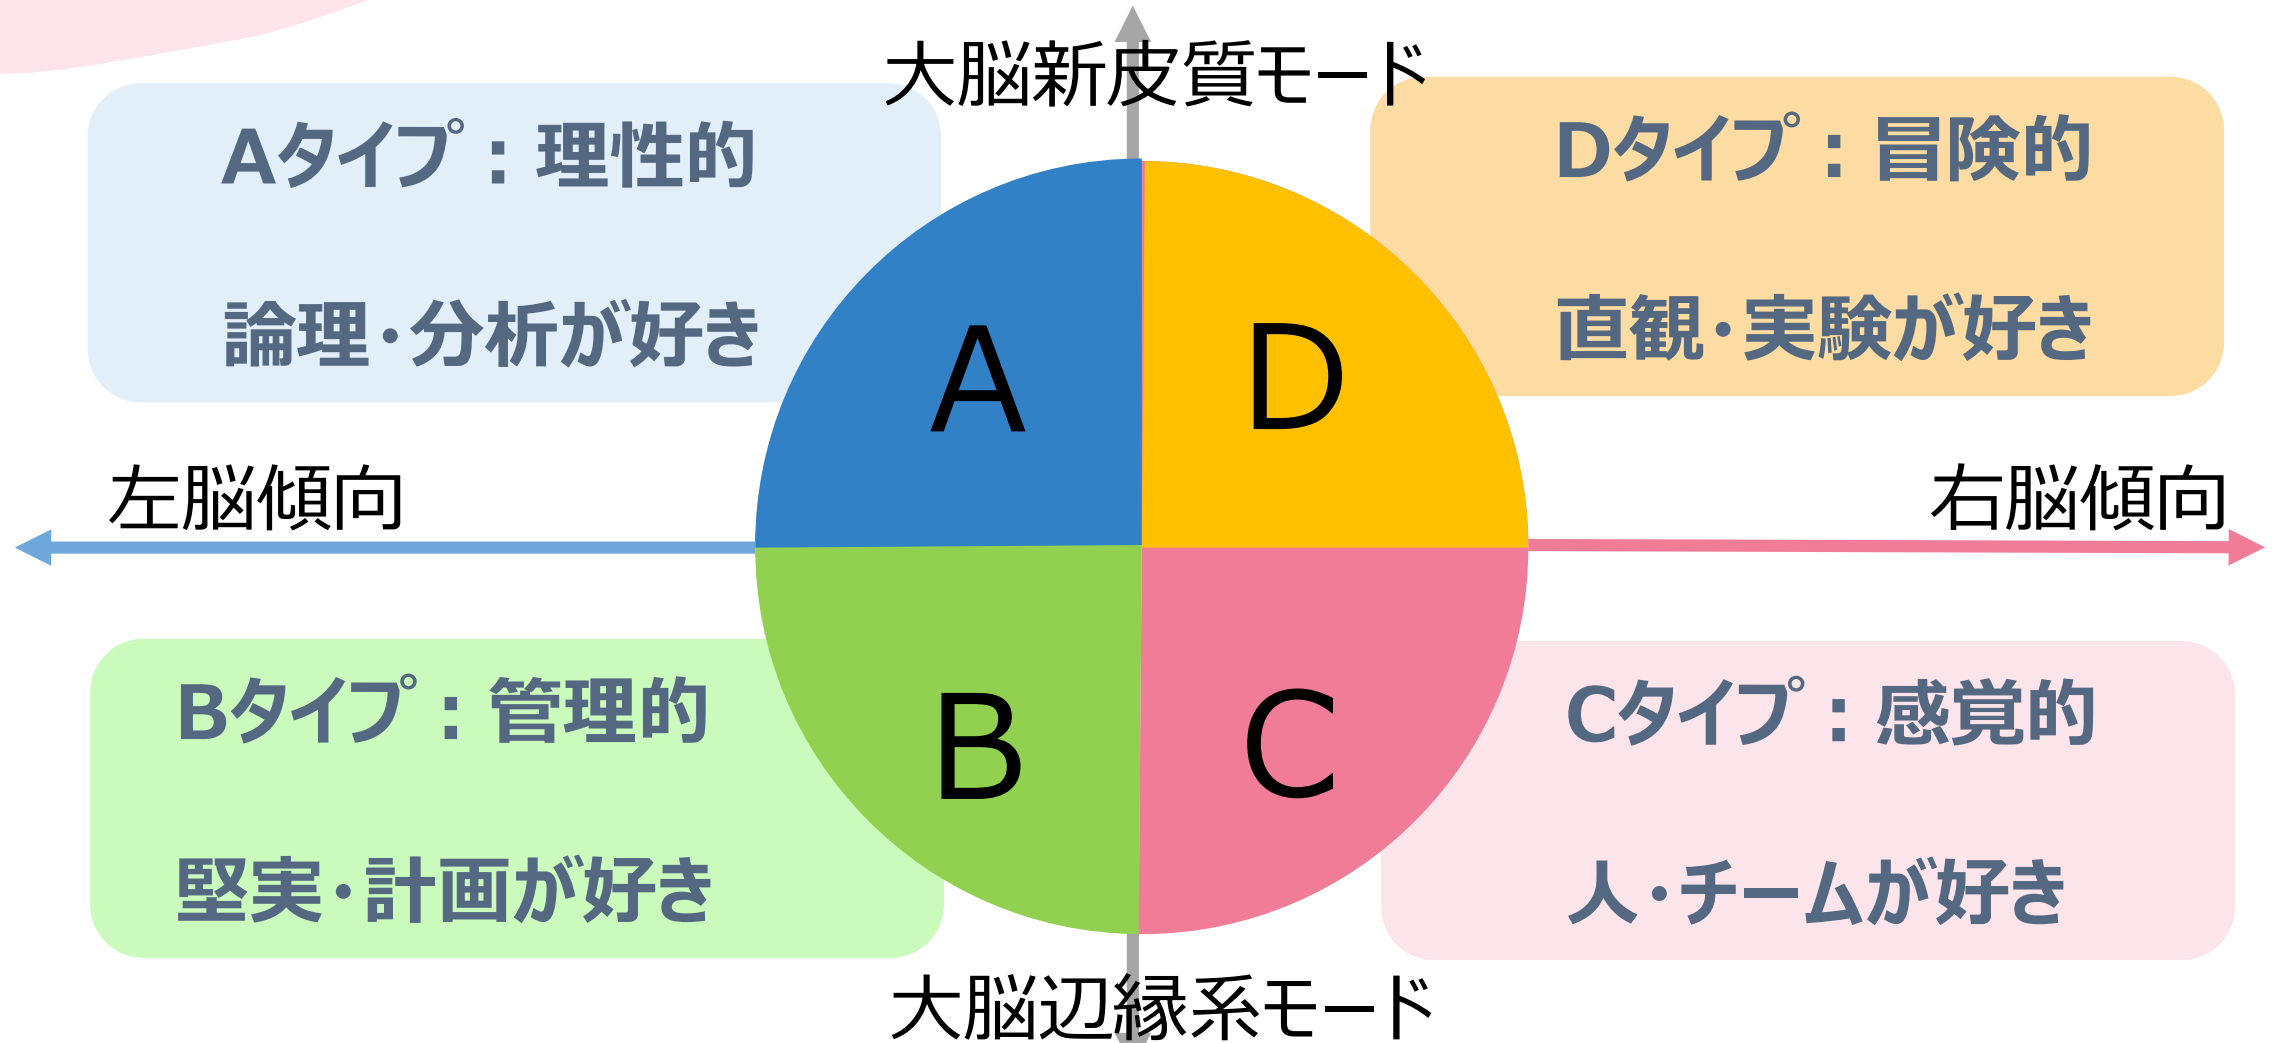 大脳新皮質モード
Aタイプ：理性的
論理・分析が好き
Dタイプ：冒険的
直観・実験が好き
A
D
左脳傾向
右脳傾向
Bタイプ：管理的
堅実・計画が好き
B
C
Cタイプ：感覚的
人・チームが好き
大脳辺縁系モード